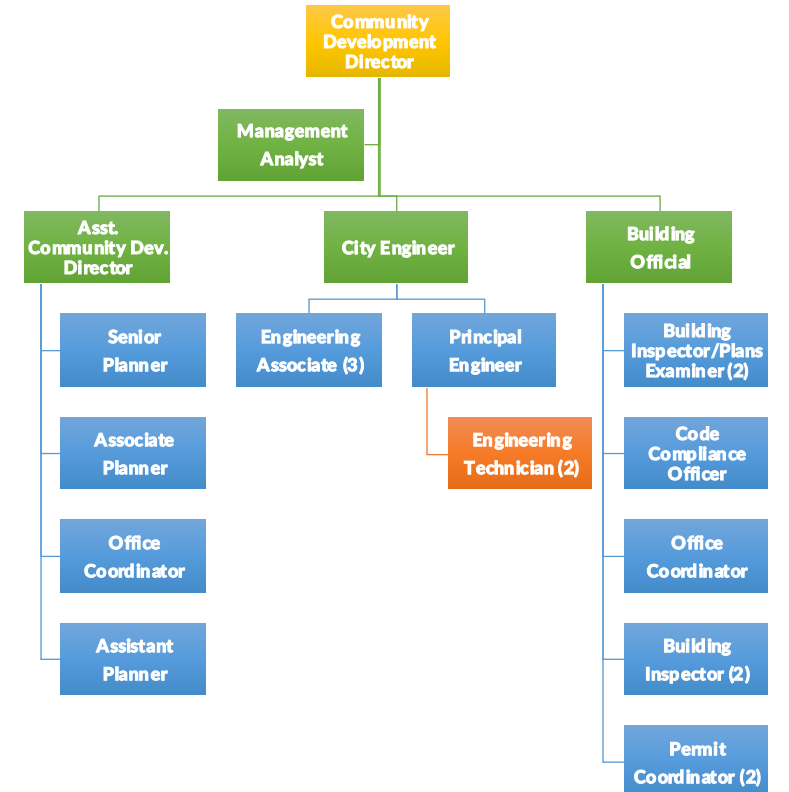 Community
Development
Director
Management
Analyst
Asst.
Community Dev.
Director
City Engineer
Building
Official
Senior
Planner
Engineering
Associate (3)
Principal
Engineer
Building
Inspector/Plans
Examiner (2)
Associate
Planner
Engineering
Technician (2)
Code
Compliance
Officer
Office
Coordinator
Office
Coordinator
Assistant
Planner
Building
Inspector (2)
Permit
Coordinator (2)